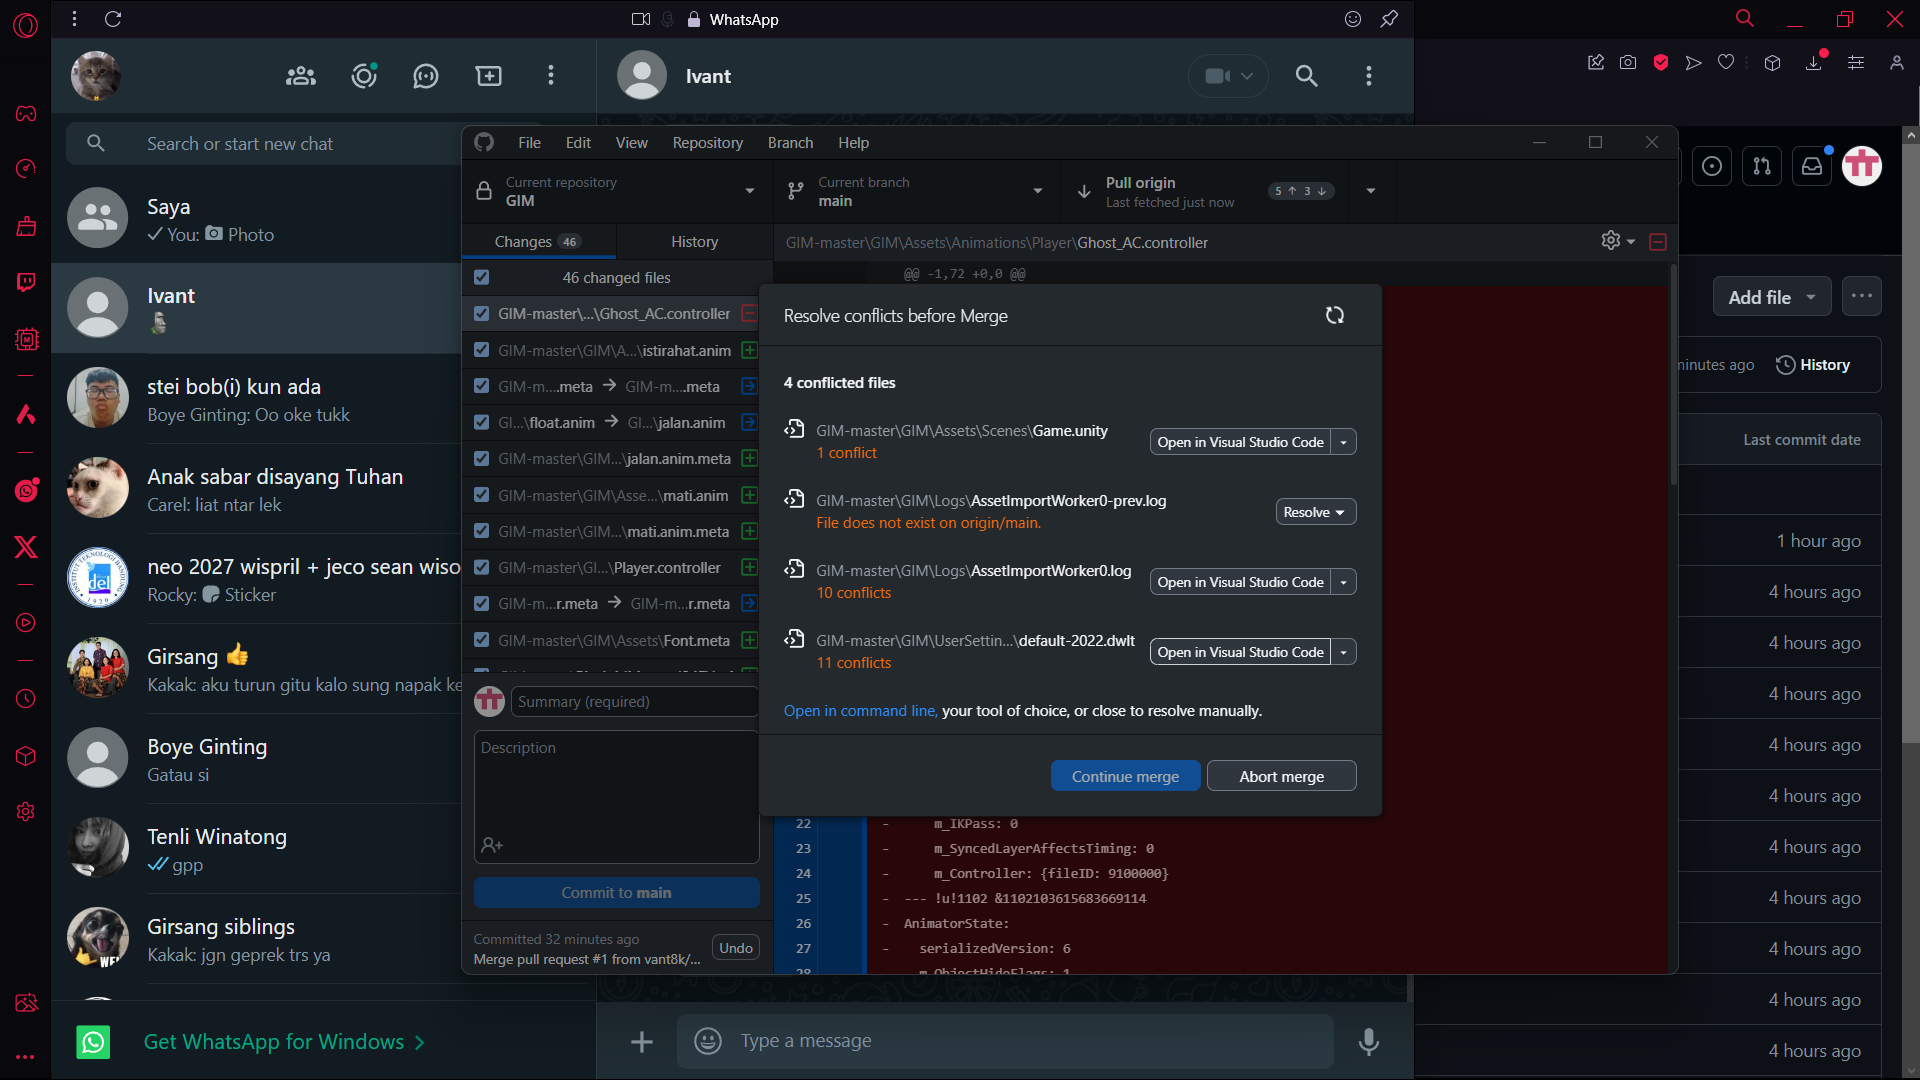 WhatsApp
Ivant
Search or start new chat
Saya
You: Photo
Ivant
stei bob(i) kun ada
Boye Ginting: Oo oke tukk
Anak sabar disayang Tuhan
Carel: liat ntar lek
neo 2027 wispril + jeco sean wiso
Rocky: Sticker
Girsang 👍
Kakak: aku turun gitu kalo sung napak ke
Boye Ginting
Gatau si
Tenli Winatong
gpp
Girsang siblings
Kakak: jgn geprek trs ya
Get WhatsApp for Windows
Type a message
File Edit View Repository Branch Help
Current repository
GIM
Current branch
main
Pull origin
Last fetched just now
5 ↑ 3 ↓
Changes 46
History
GIM-master\GIM\Assets\Animations\Player\Ghost_AC.controller
46 changed files
@@ -1,72 +0,0 @@
GIM-master\...\Ghost_AC.controller
GIM-master\GIM\A...\istirahat.anim
GIM-m....meta → GIM-m....meta
GI...\float.anim → GI...\jalan.anim
GIM-master\GIM...\jalan.anim.meta
GIM-master\GIM\Asse...\mati.anim
GIM-master\GIM...\mati.anim.meta
GIM-master\GI...\Player.controller
GIM-m...r.meta → GIM-m...r.meta
GIM-master\GIM\Assets\Font.meta
Summary (required)
Description
Commit to main
Committed 32 minutes ago
Merge pull request #1 from vant8k/...
Undo
Resolve conflicts before Merge
4 conflicted files
GIM-master\GIM\Assets\Scenes\Game.unity
1 conflict
Open in Visual Studio Code
GIM-master\GIM\Logs\AssetImportWorker0-prev.log
File does not exist on origin/main.
Resolve
GIM-master\GIM\Logs\AssetImportWorker0.log
10 conflicts
Open in Visual Studio Code
GIM-master\GIM\UserSettin...\default-2022.dwlt
11 conflicts
Open in Visual Studio Code
Open in command line, your tool of choice, or close to resolve manually.
Continue merge
Abort merge
22 - m_IKPass: 0
23 - m_SyncedLayerAffectsTiming: 0
24 - m_Controller: {fileID: 9100000}
25 - --- !u!1102 &1102103615683669114
26 - AnimatorState:
27 - serializedVersion: 6
28 - m_ObjectHideFlags: 1
Add file
minutes ago
History
Last commit date
1 hour ago
4 hours ago
4 hours ago
4 hours ago
4 hours ago
4 hours ago
4 hours ago
4 hours ago
4 hours ago
4 hours ago
4 hours ago